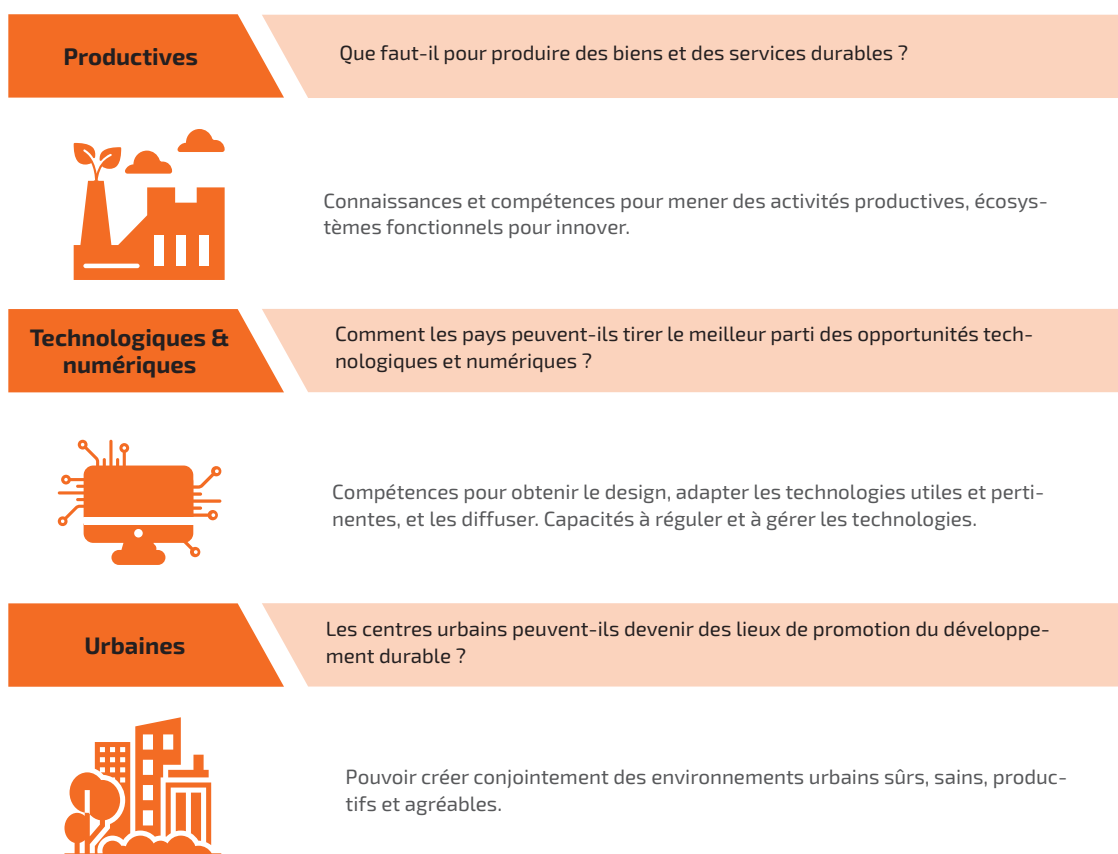 Productives
Que faut-il pour produire des biens et des services durables ?
Connaissances et compétences pour mener des activités productives, écosys-
tèmes fonctionnels pour innover.
Technologiques &
numériques
Comment les pays peuvent-ils tirer le meilleur parti des opportunités tech-
nologiques et numériques ?
Compétences pour obtenir le design, adapter les technologies utiles et perti-
nentes, et les diffuser. Capacités à réguler et à gérer les technologies.
Urbaines
Les centres urbains peuvent-ils devenir des lieux de promotion du développe-
ment durable ?
Pouvoir créer conjointement des environnements urbains sûrs, sains, produc-
tifs et agréables.